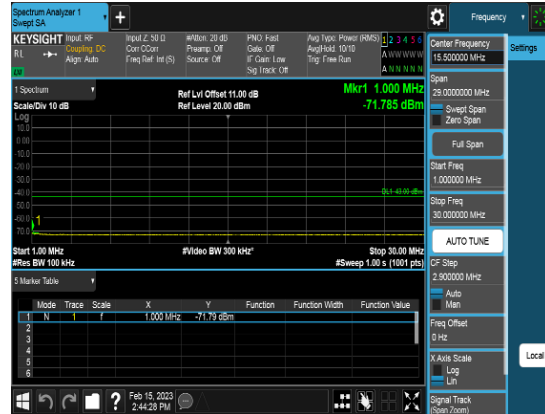 Spectrum Analyzer 1
Swept SA
Frequency
KEYSIGHT
RL
Input: RF
Coupling: DC
Align: Auto
Input Z: 50 Ω
Corr CCorr
Freq Ref: Int (S)
#Atten: 20 dB
Preamp: Off
Source: Off
PNO: Fast
Gate: Off
IF Gain: Low
Sig Track: Off
Avg Type: Power (RMS)
Avg|Hold: 10/10
Trig: Free Run
1 2 3 4 5 6
A W W W W W
A N N N N N
1 Spectrum
Scale/Div 10 dB
Log
Ref Lvl Offset 11.00 dB
Ref Level 20.00 dBm
Mkr1 1.000 MHz
-71.785 dBm
10.0
0.00
-10.0
-20.0
-30.0
-40.0
-50.0
-60.0
-70.0
DL1 -43.00 dBm
1
Start 1.00 MHz
#Res BW 100 kHz
#Video BW 300 kHz*
Stop 30.00 MHz
#Sweep 1.00 s (1001 pts)
5 Marker Table
Mode Trace Scale X Y Function Function Width Function Value
1 N 1 f 1.000 MHz -71.79 dBm
2
3
4
5
6
Feb 15, 2023
2:44:28 PM
Center Frequency
15.500000 MHz
Settings
Span
29.0000000 MHz
Swept Span
Zero Span
Full Span
Start Freq
1.000000 MHz
Stop Freq
30.000000 MHz
AUTO TUNE
CF Step
2.900000 MHz
Auto
Man
Freq Offset
0 Hz
X Axis Scale
Log
Lin
Local
Signal Track
(Span Zoom)